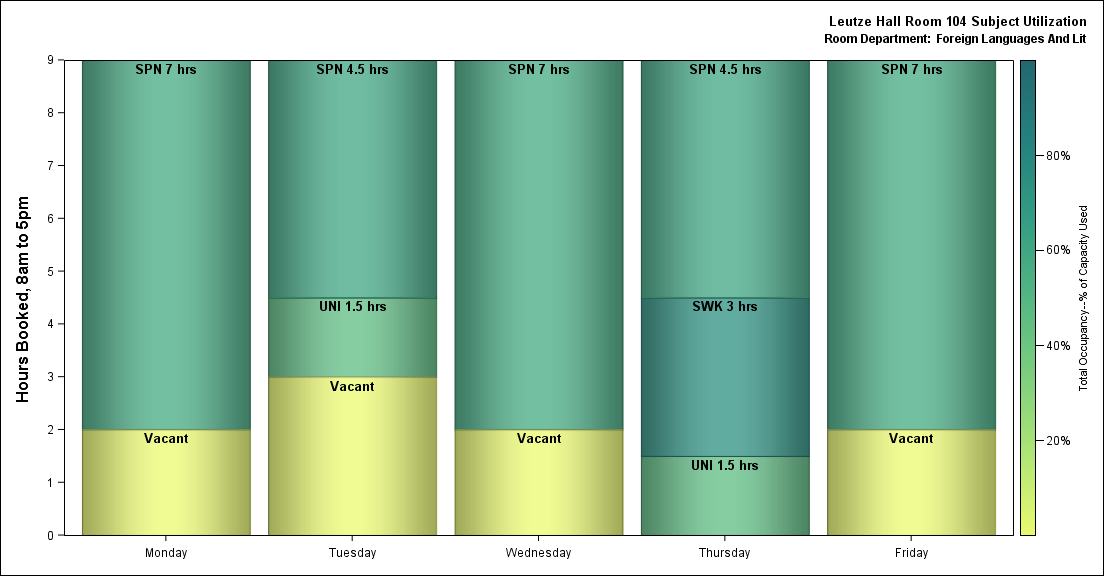 Leutze Hall Room 104 Subject Utilization
Room Department: Foreign Languages And Lit
Hours Booked, 8am to 5pm
9
8
7
6
5
4
3
2
1
0
SPN 7 hrs
Vacant
SPN 4.5 hrs
UNI 1.5 hrs
Vacant
SPN 7 hrs
Vacant
SPN 4.5 hrs
SWK 3 hrs
UNI 1.5 hrs
SPN 7 hrs
Vacant
Monday
Tuesday
Wednesday
Thursday
Friday
80%
60%
40%
20%
Total Occupancy--% of Capacity Used